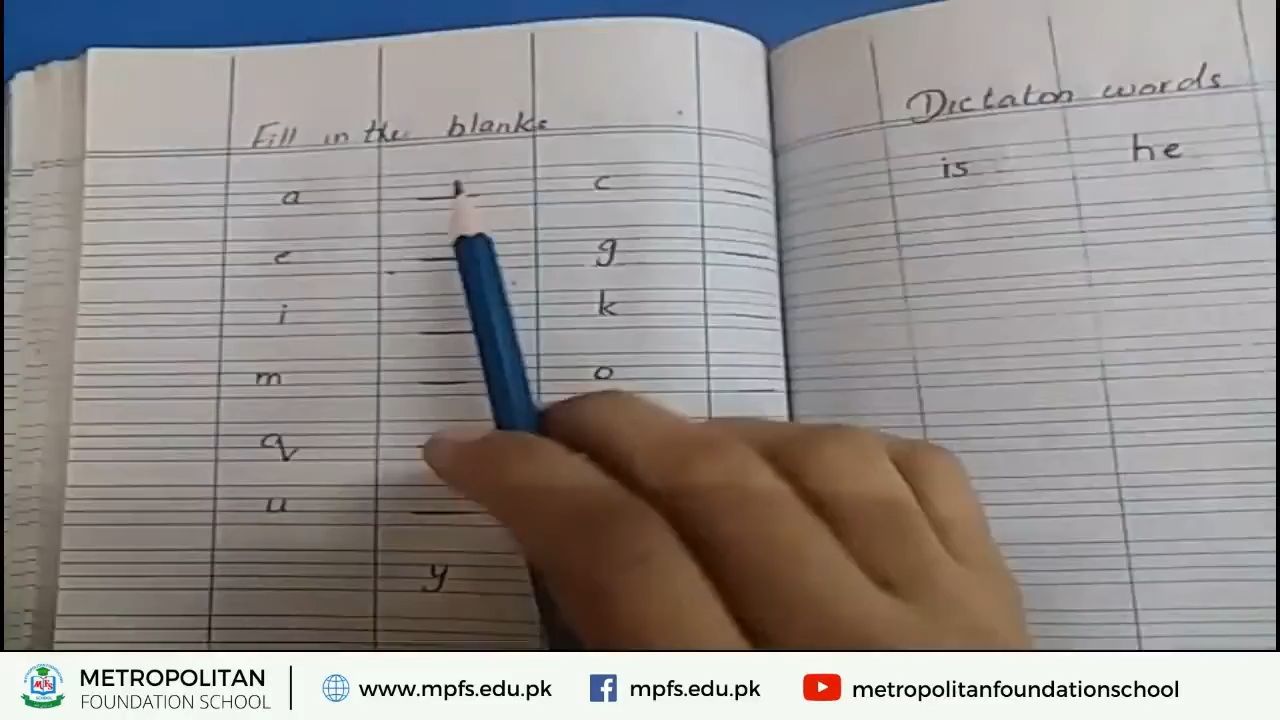 Fill in the blanks
a c
e g
i k
m o
q
u
y
Dictaton words
is he
METROPOLITAN
FOUNDATION SCHOOL
www.mpfs.edu.pk
mpfs.edu.pk
metropolitanfoundationschool